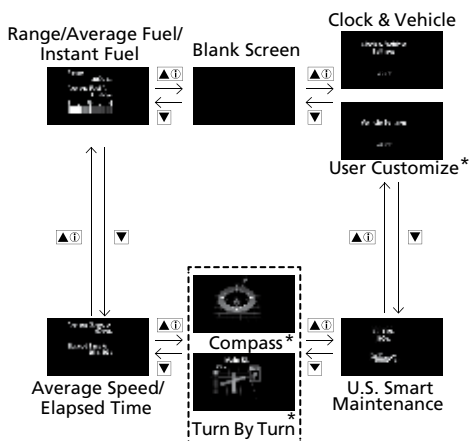 Range/Average Fuel/
Instant Fuel
Blank Screen
Clock & Vehicle
User Customize*
Compass*
Turn By Turn*
Average Speed/
Elapsed Time
U.S. Smart
Maintenance